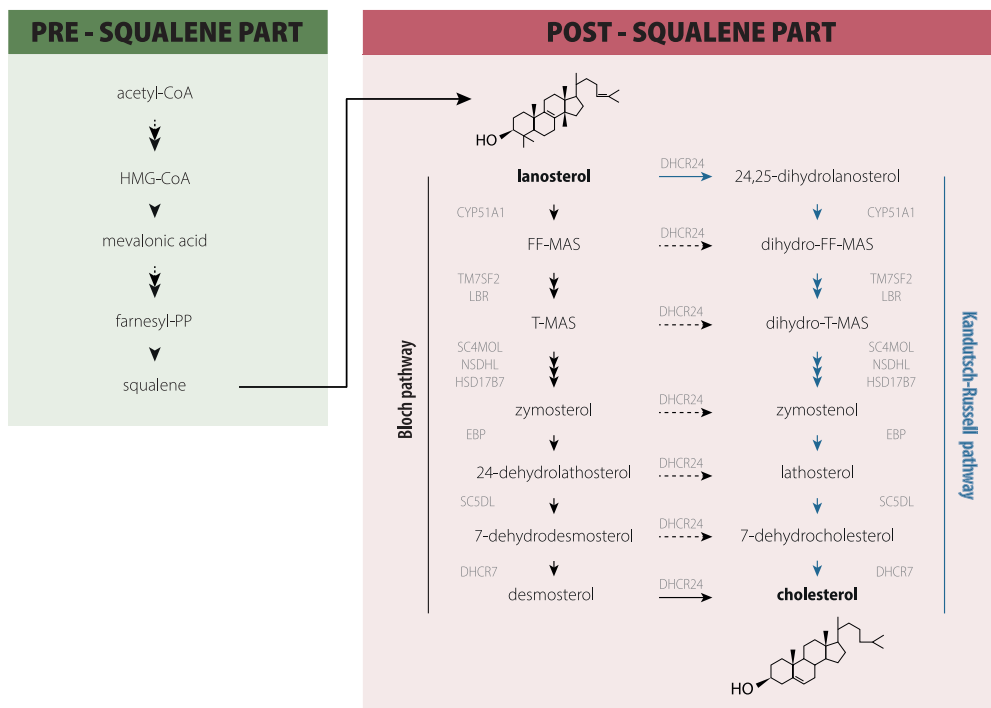 PRE - SQUALENE PART
acetyl-CoA
HMG-CoA
mevalonic acid
farnesyl-PP
squalene
POST - SQUALENE PART
HO
lanosterol
DHCR24
24,25-dihydrolanosterol
CYP51A1
CYP51A1
FF-MAS
DHCR24
dihydro-FF-MAS
TM7SF2
LBR
TM7SF2
LBR
T-MAS
DHCR24
dihydro-T-MAS
SC4MOL
NSDHL
HSD17B7
SC4MOL
NSDHL
HSD17B7
zymosterol
DHCR24
zymostenol
EBP
EBP
24-dehydrolathosterol
DHCR24
lathosterol
SC5DL
SC5DL
7-dehydrodesmosterol
DHCR24
7-dehydrocholesterol
DHCR7
DHCR7
desmosterol
DHCR24
cholesterol
HO
Bloch pathway
Kandutsch-Russell pathway